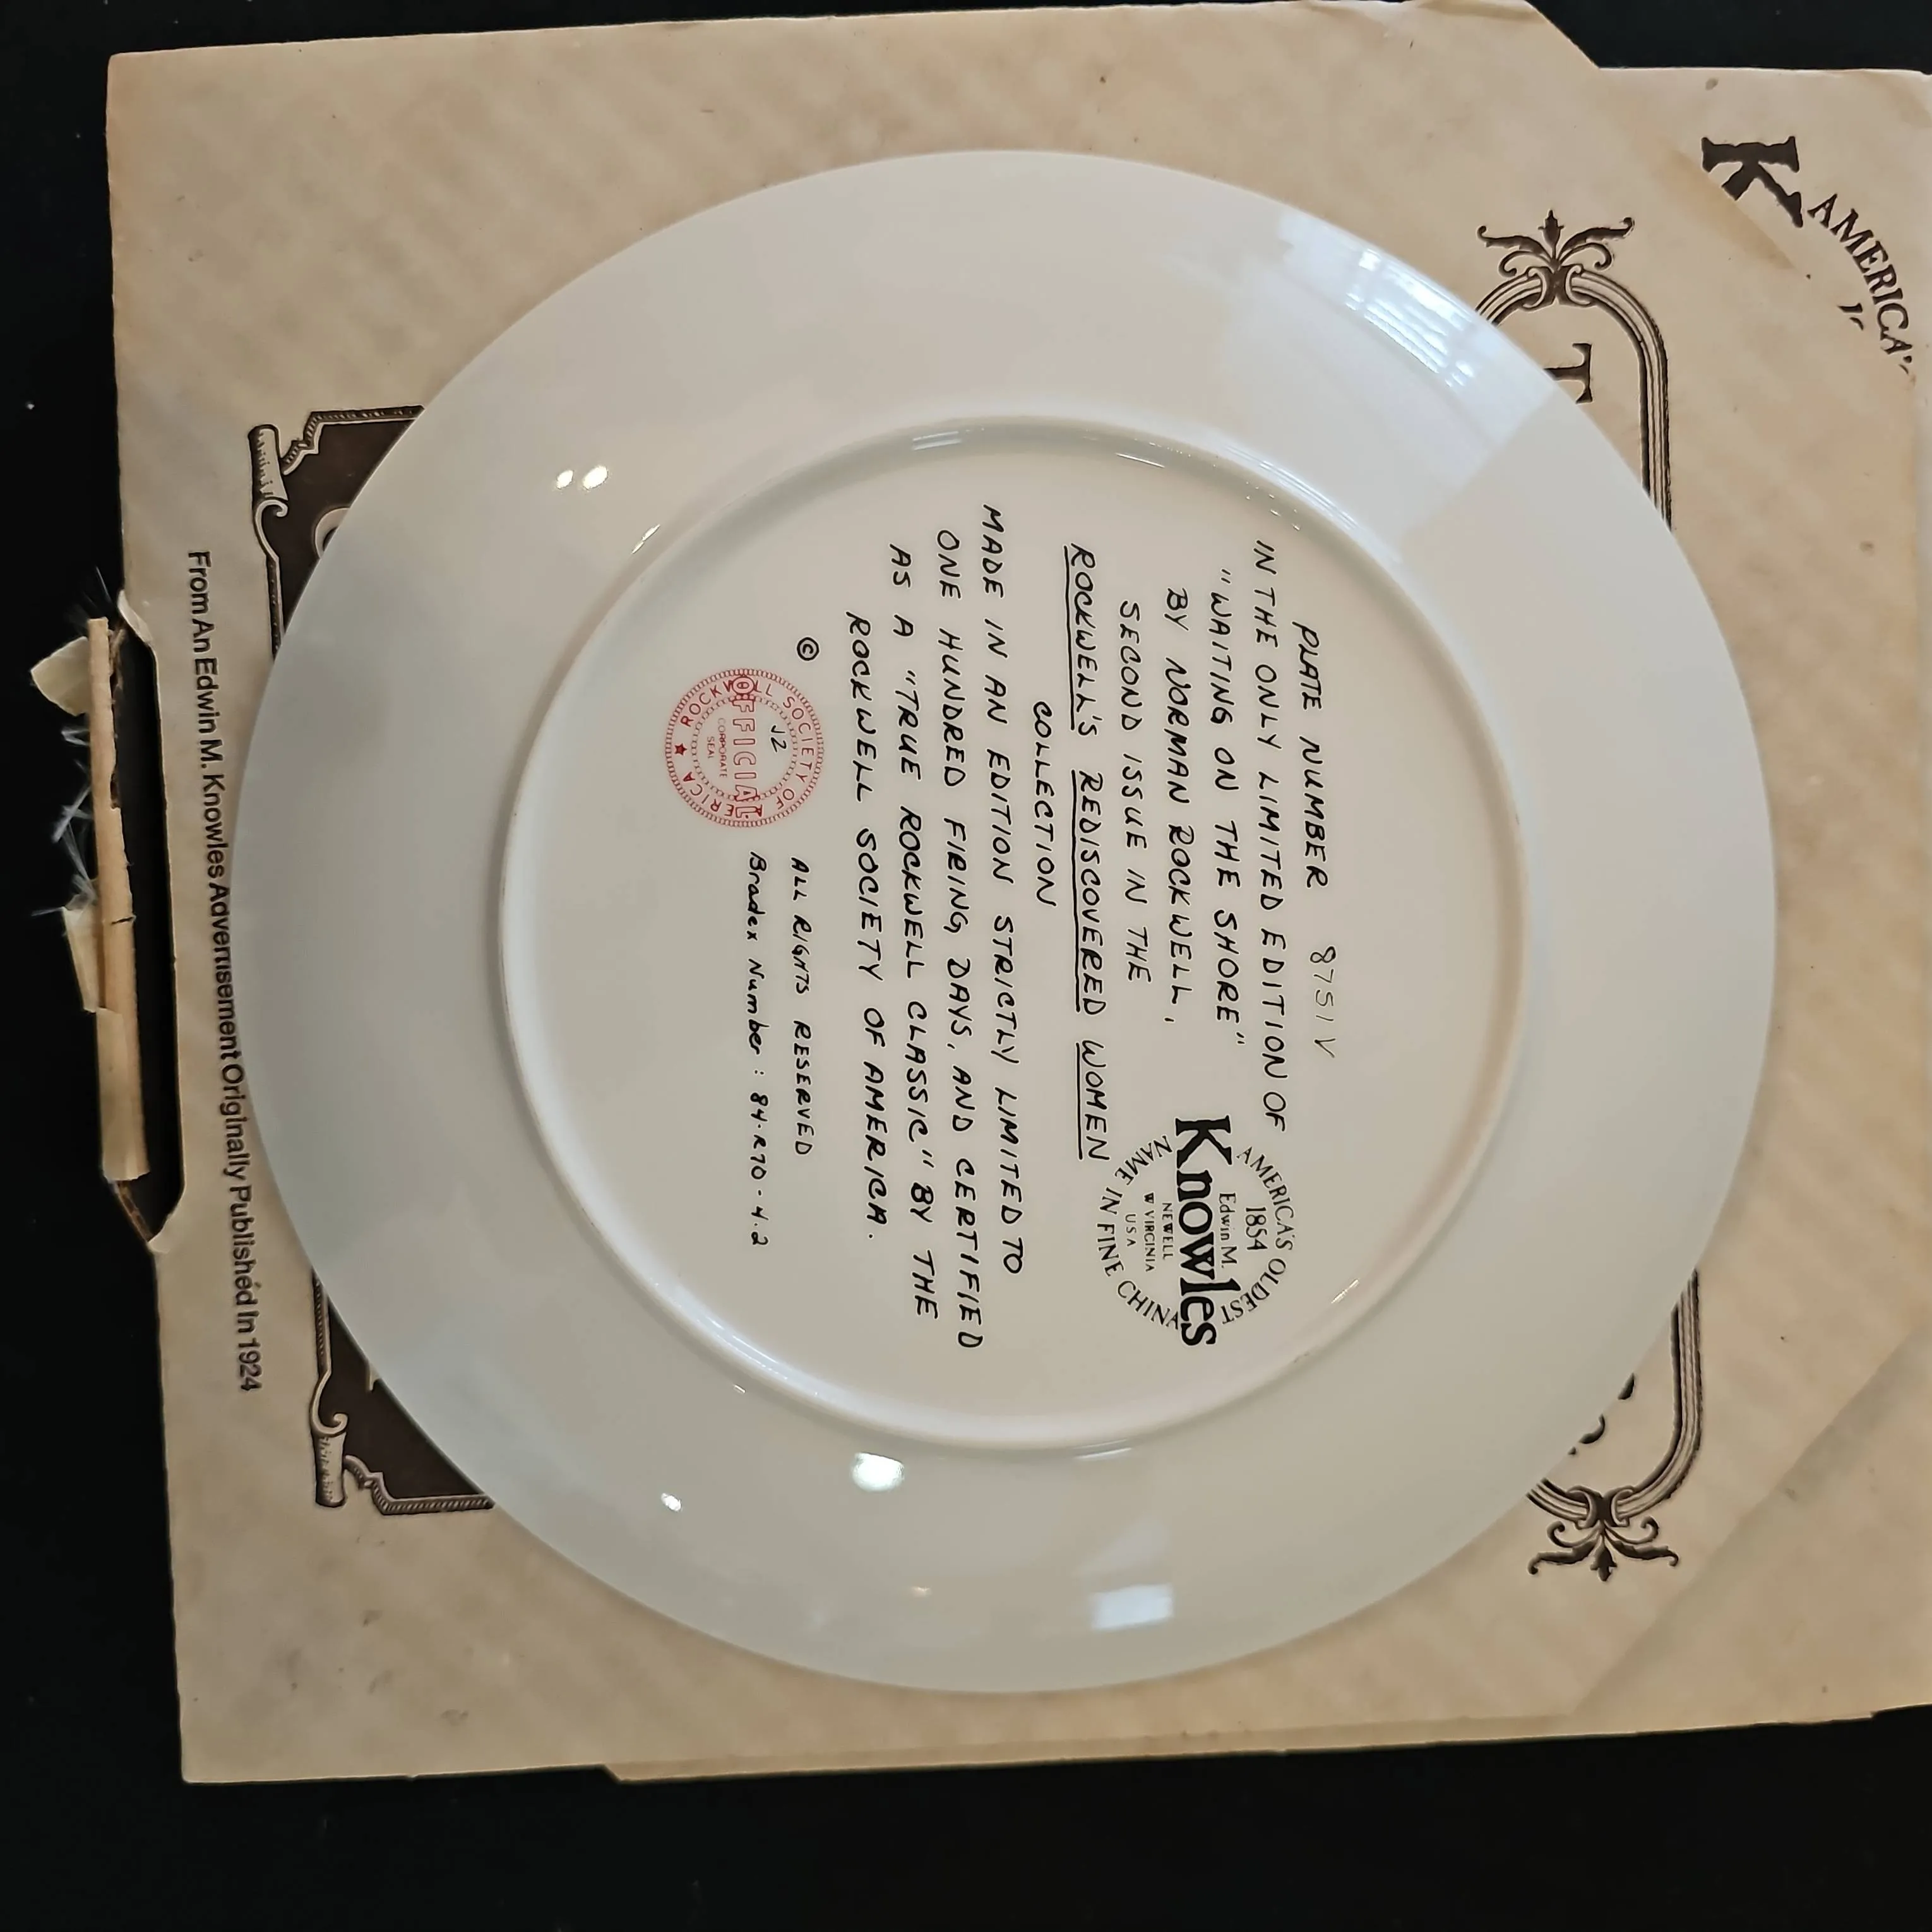 PLATE NUMBER 8751V
IN THE ONLY LIMITED EDITION OF
"WAITING ON THE SHORE"
BY NORMAN ROCKWELL,
SECOND ISSUE IN THE
ROCKWELL'S REDISCOVERED WOMEN
COLLECTION
MADE IN AN EDITION STRICTLY LIMITED TO
ONE HUNDRED FIRING DAYS, AND CERTIFIED
AS A "TRUE ROCKWELL CLASSIC" BY THE
ROCKWELL SOCIETY OF AMERICA.
©
ALL RIGHTS RESERVED
Bradex Number: 84-R70-4.2
AMERICA'S OLDEST
1854
Edwin M.
Knowles
NEWELL
W VIRGINIA
USA
NAME IN FINE CHINA
ROCKWELL SOCIETY OF AMERICA
J2
OFFICIAL
CORPORATE
SEAL
K
AMERICA'
T
From An Edwin M. Knowles Advertisement Originally Published In 1924